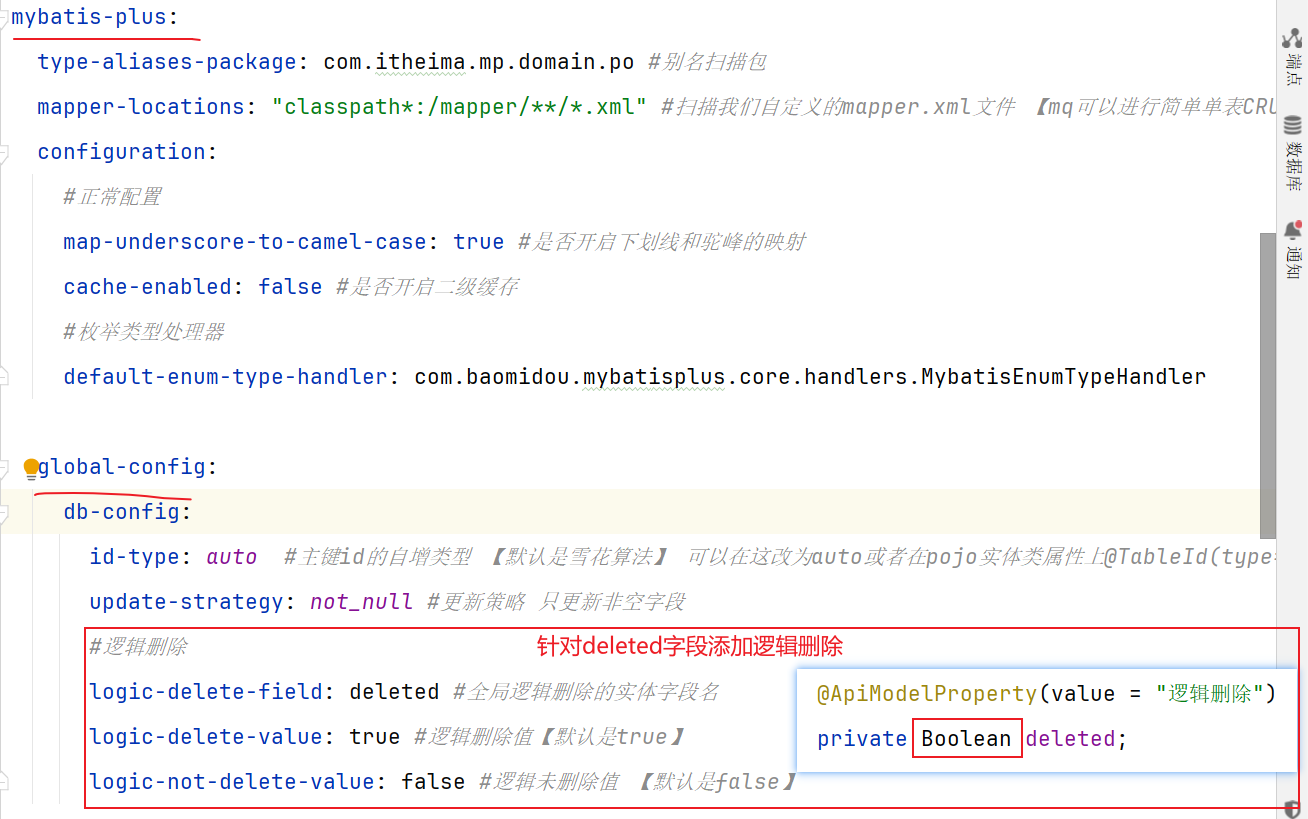 mybatis-plus:
type-aliases-package: com.itheima.mp.domain.po #别名扫描包
mapper-locations: "classpath*:/mapper/**/*.xml" #扫描我们自定义的mapper.xml文件 【mq可以进行简单单表CRU
configuration:
#正常配置
map-underscore-to-camel-case: true #是否开启下划线和驼峰的映射
cache-enabled: false #是否开启二级缓存
#枚举类型处理器
default-enum-type-handler: com.baomidou.mybatisplus.core.handlers.MybatisEnumTypeHandler
global-config:
db-config:
id-type: auto #主键id的自增类型 【默认是雪花算法】 可以在这改为auto或者在pojo实体类属性上@TableId(type=
update-strategy: not_null #更新策略 只更新非空字段
#逻辑删除
针对deleted字段添加逻辑删除
logic-delete-field: deleted #全局逻辑删除的实体字段名
logic-delete-value: true #逻辑删除值【默认是true】
logic-not-delete-value: false #逻辑未删除值 【默认是false】
@ApiModelProperty(value = "逻辑删除")
private Boolean deleted;
端点
数据库
通知